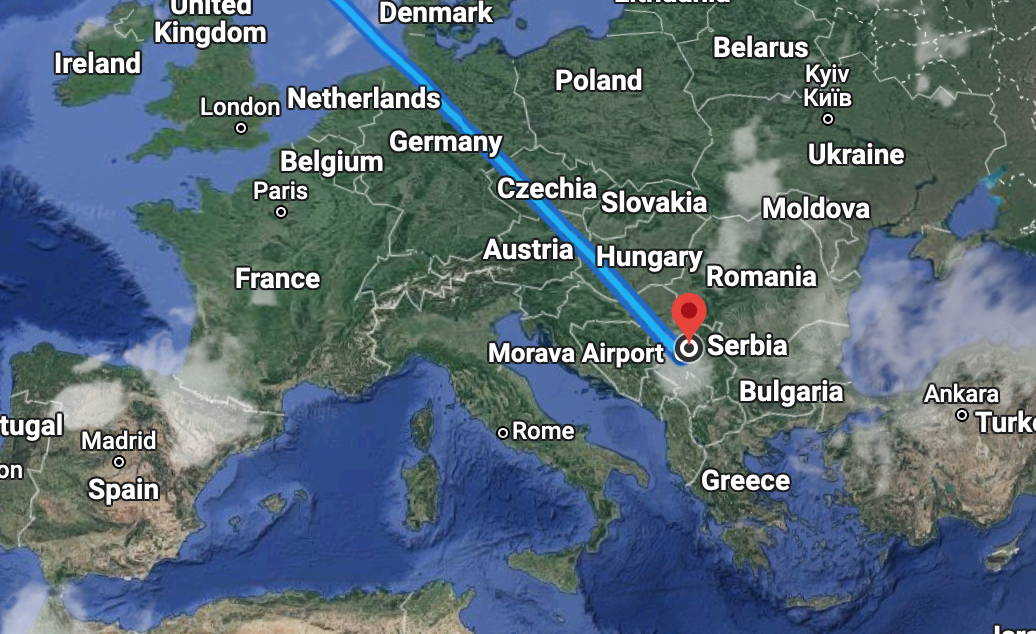 United
Kingdom
Denmark
Lithuania
Ireland
Belarus
Kyiv
Київ
Poland
London
Netherlands
Germany
Belgium
Ukraine
Paris
Czechia
Slovakia
Moldova
Austria
Hungary
France
Romania
Morava Airport
Serbia
Bulgaria
Ankara
Turk
tugal
Madrid
Rome
on
Spain
Greece